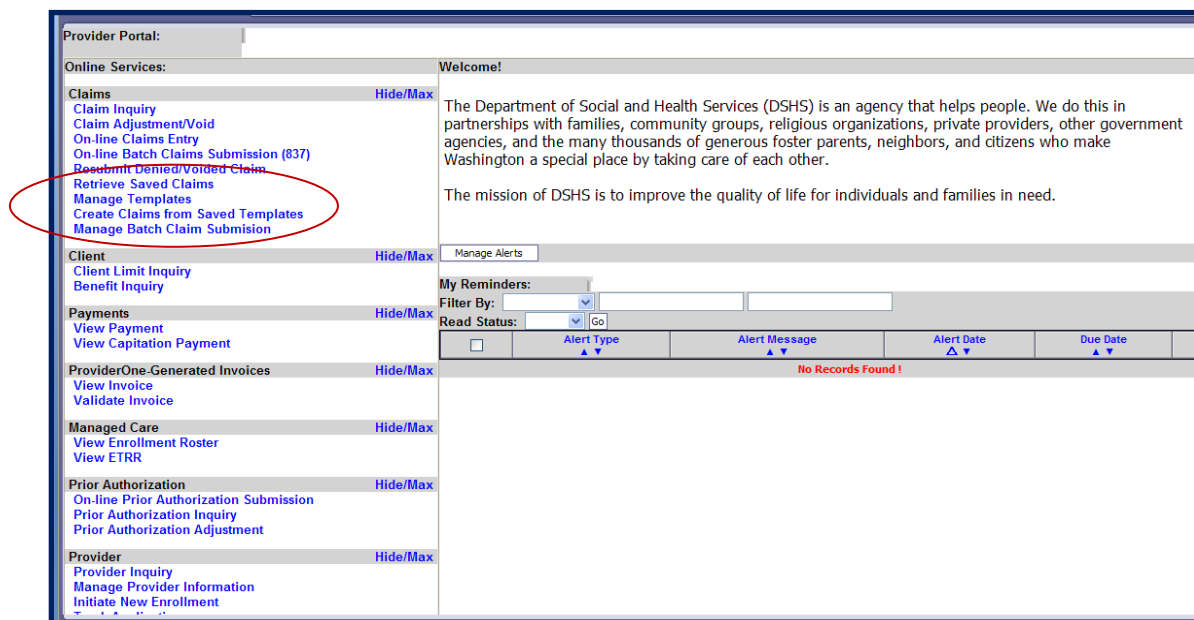 Provider Portal:
Online Services:
Claims Hide/Max
Claim Inquiry
Claim Adjustment/Void
On-line Claims Entry
On-line Batch Claims Submission (837)
Resubmit Denied/Voided Claim
Retrieve Saved Claims
Manage Templates
Create Claims from Saved Templates
Manage Batch Claim Submision
Client Hide/Max
Client Limit Inquiry
Benefit Inquiry
Payments Hide/Max
View Payment
View Capitation Payment
ProviderOne-Generated Invoices Hide/Max
View Invoice
Validate Invoice
Managed Care Hide/Max
View Enrollment Roster
View ETRR
Prior Authorization Hide/Max
On-line Prior Authorization Submission
Prior Authorization Inquiry
Prior Authorization Adjustment
Provider Hide/Max
Provider Inquiry
Manage Provider Information
Initiate New Enrollment
Welcome!
The Department of Social and Health Services (DSHS) is an agency that helps people. We do this in
partnerships with families, community groups, religious organizations, private providers, other government
agencies, and the many thousands of generous foster parents, neighbors, and citizens who make
Washington a special place by taking care of each other.
The mission of DSHS is to improve the quality of life for individuals and families in need.
Manage Alerts
My Reminders:
Filter By:
Read Status: Go
Alert Type Alert Message Alert Date Due Date
No Records Found !